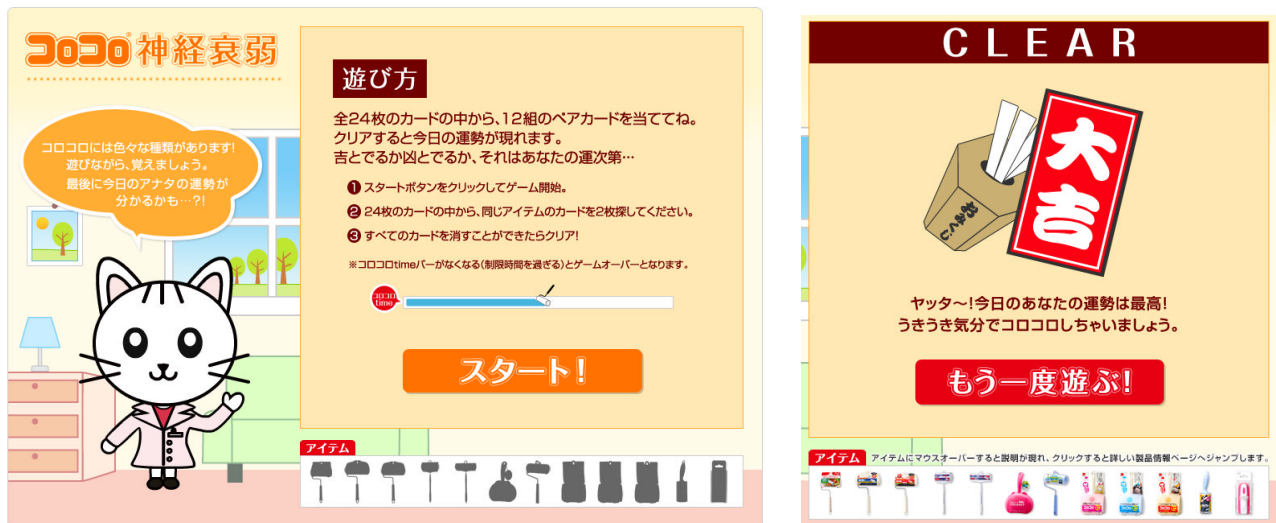 コロコロ®神経衰弱
コロコロには色々な種類があります!
遊びながら、覚えましょう。
最後に今日のアナタの運勢が
分かるかも…?!
遊び方
全24枚のカードの中から、12組のペアカードを当ててね。
クリアすると今日の運勢が現れます。
吉とでるか凶とでるか、それはあなたの運次第…
1 スタートボタンをクリックしてゲーム開始。
2 24枚のカードの中から、同じアイテムのカードを2枚探してください。
3 すべてのカードを消すことができたらクリア!
※コロコロtimeバーがなくなる(制限時間を過ぎる)とゲームオーバーとなります。
コロコロ
time
スタート!
アイテム
CLEAR
大吉
おみくじ
ヤッタ〜!今日のあなたの運勢は最高!
うきうき気分でコロコロしちゃいましょう。
もう一度遊ぶ!
アイテム アイテムにマウスオーバーすると説明が現れ、クリックすると詳しい製品情報ページへジャンプします。